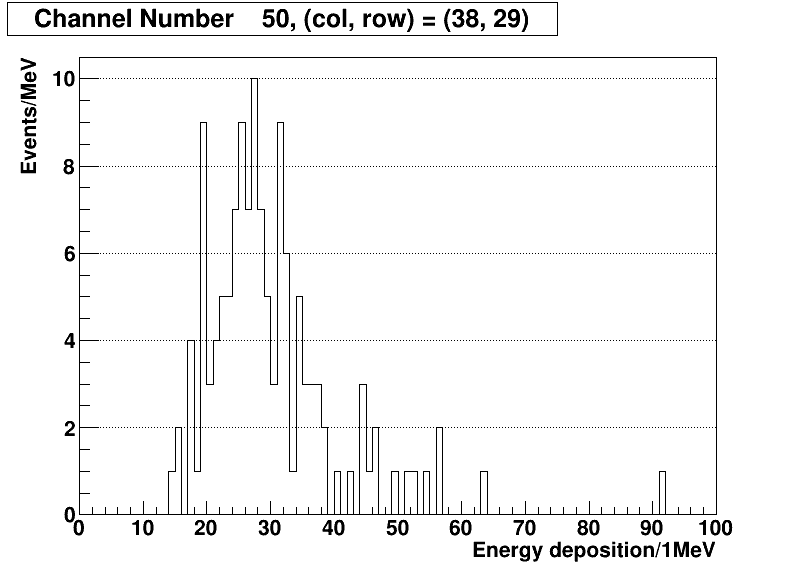 Channel Number 50, (col, row) = (38, 29)
Events/MeV
10
8
6
4
2
0
0 10 20 30 40 50 60 70 80 90 100
Energy deposition/1MeV